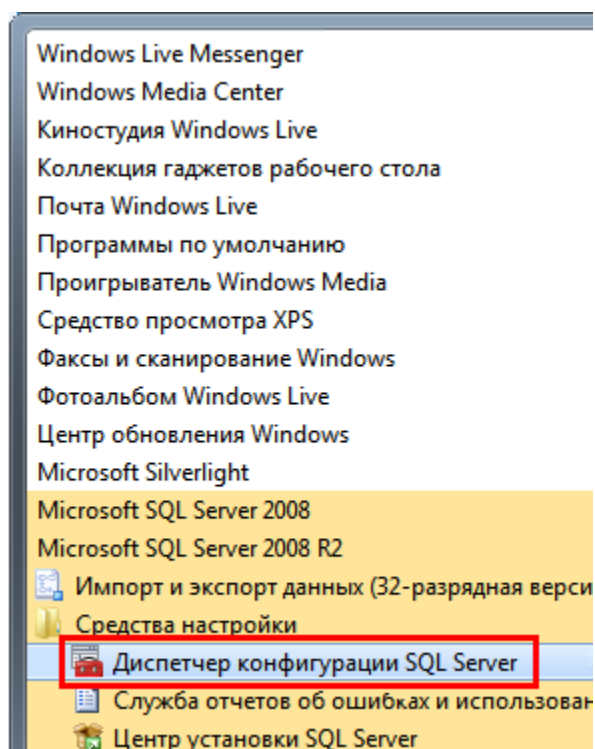 Windows Live Messenger
Windows Media Center
Киностудия Windows Live
Коллекция гаджетов рабочего стола
Почта Windows Live
Программы по умолчанию
Проигрыватель Windows Media
Средство просмотра XPS
Факсы и сканирование Windows
Фотоальбом Windows Live
Центр обновления Windows
Microsoft Silverlight
Microsoft SQL Server 2008
Microsoft SQL Server 2008 R2
Импорт и экспорт данных (32-разрядная верси
Средства настройки
Диспетчер конфигурации SQL Server
Служба отчетов об ошибках и использован
Центр установки SQL Server